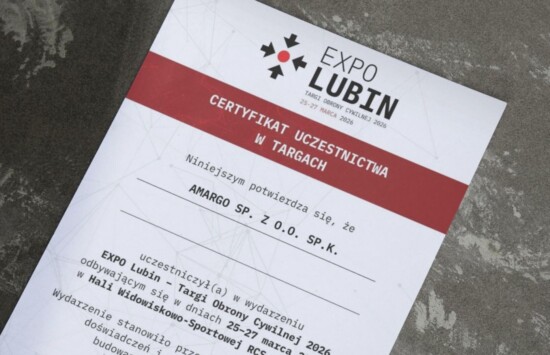 EXPO
LUBIN
TARGI OBRONY CYWILNEJ 2026
25-27 MARCA 2026
CERTYFIKAT UCZESTNICTWA
W TARGACH
Niniejszym potwierdza się, że
AMARGO SP. Z O.O. SP.K.
uczestniczył(a) w wydarzeniu
EXPO Lubin – Targi Obrony Cywilnej 2026
odbywającym się w dniach 25-27 marca
w Hali Widowiskowo-Sportowej RCS
Wydarzenie stanowiło
doświadczeń i